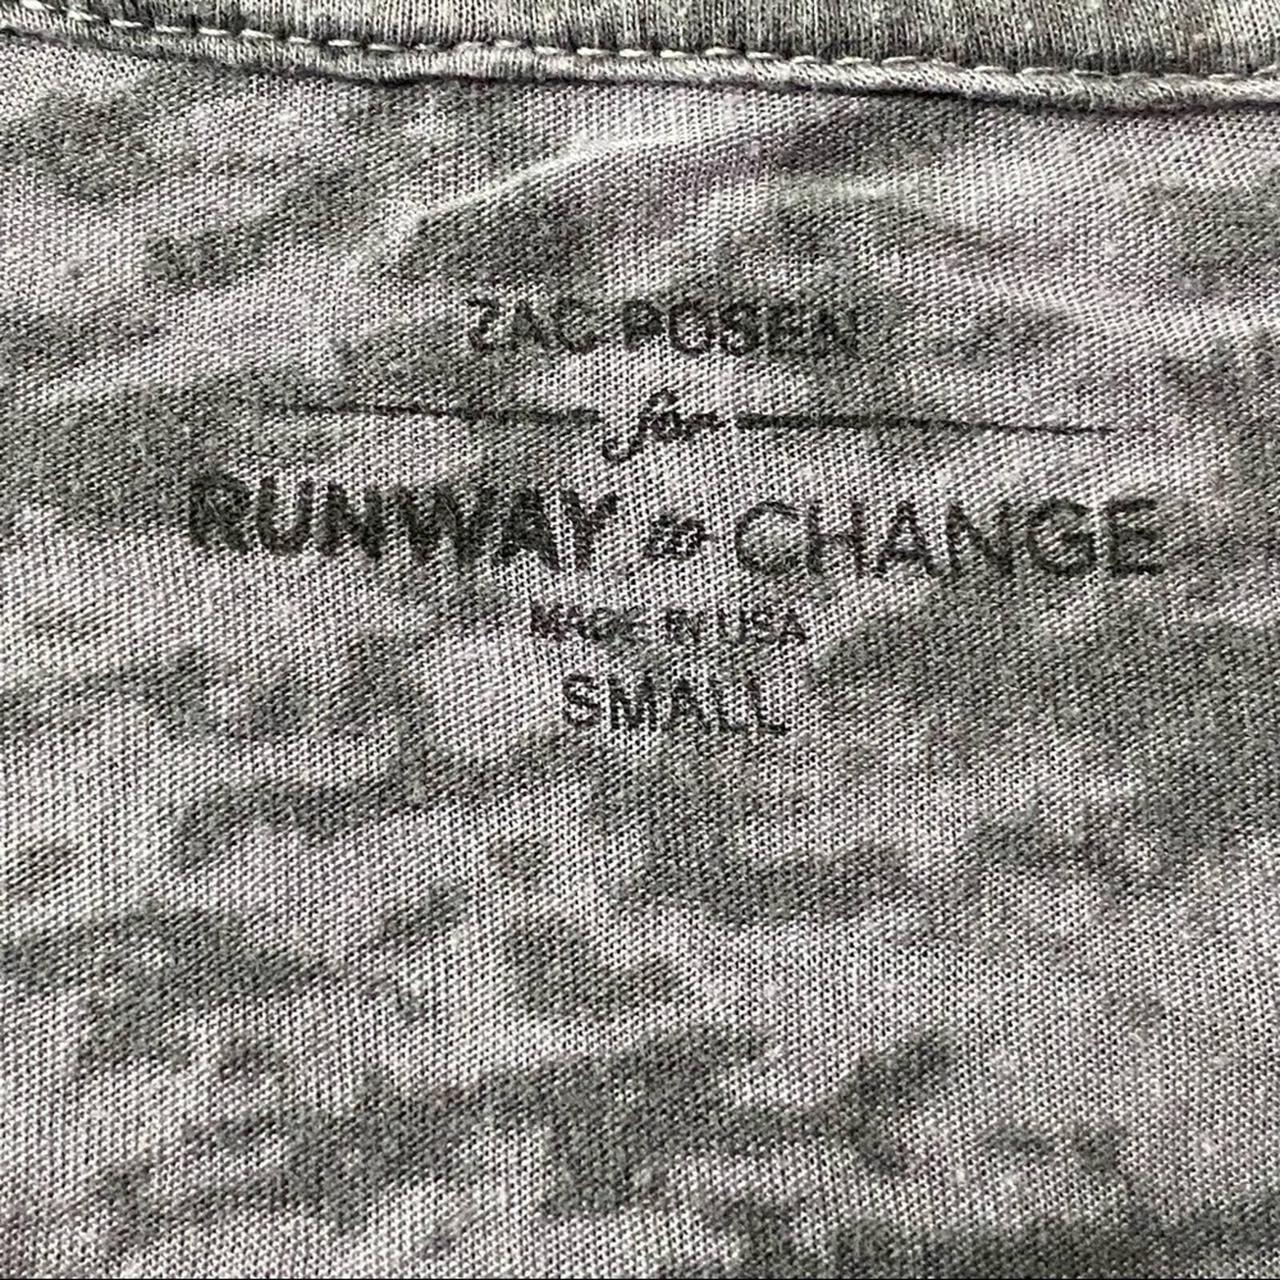 ZAC POSEN
for
RUNWAY to CHANGE
MADE IN USA
SMALL